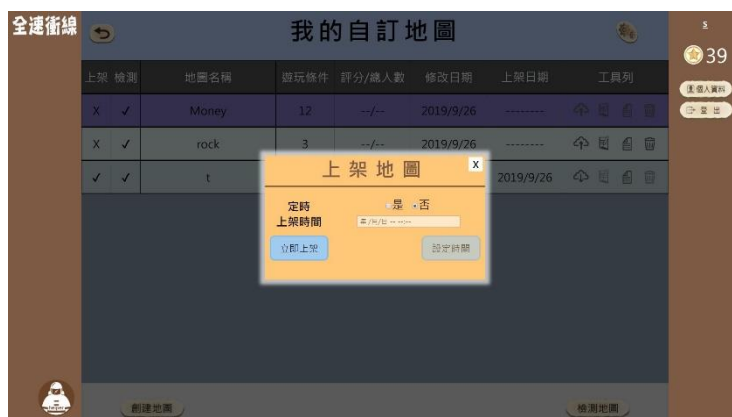 全速衝線
我的自訂地圖
S
39
上架 檢測 地圖名稱 遊玩條件 評分/總人數 修改日期 上架日期 工具列
個人資料
登出
X ✓ Money 12 --/-- 2019/9/26 --------
X ✓ rock 3 --/-- 2019/9/26 --------
上架地圖 X
✓ ✓ t 2019/9/26
定時 是 否
上架時間 年/月/日 -- --:--
立即上架 設定時間
創建地圖 檢測地圖